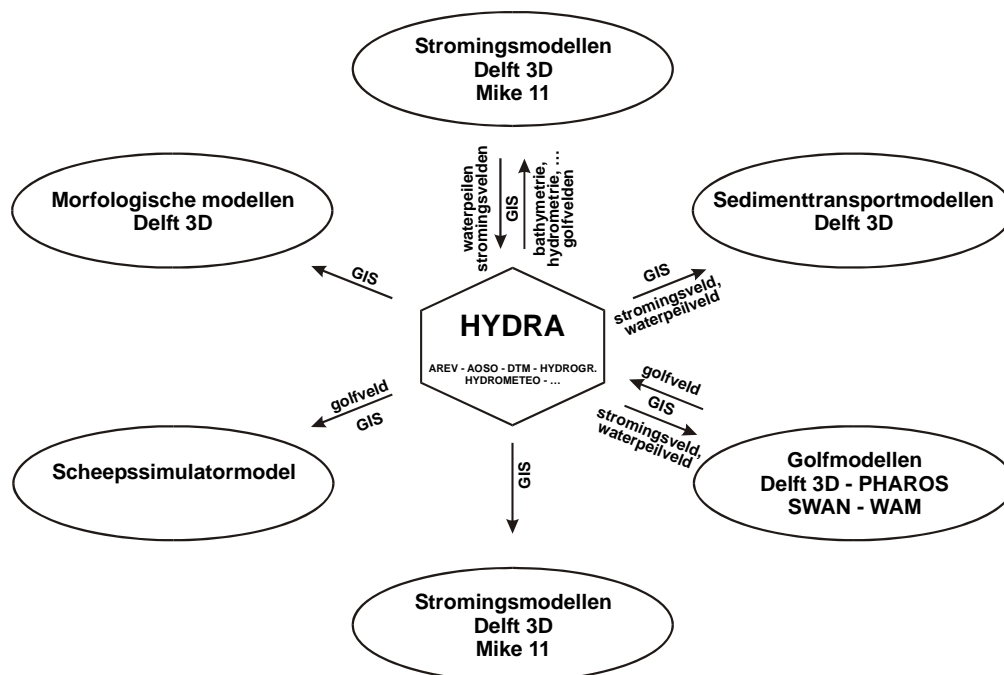 Stromingsmodellen
Delft 3D
Mike 11
waterpeilen
stromingsvelden
GIS
bathymetrie, ...
hydrometrie,
golfvelden
Morfologische modellen
Delft 3D
GIS
Sedimenttransportmodellen
Delft 3D
GIS
stromingsveld,
waterpeilveld
HYDRA
AREV - AOSO - DTM - HYDROGR.
HYDROMETEO - ...
golfveld
GIS
Scheepssimulatormodel
golfveld
GIS
stromingsveld,
waterpeilveld
Golfmodellen
Delft 3D - PHAROS
SWAN - WAM
GIS
Stromingsmodellen
Delft 3D
Mike 11